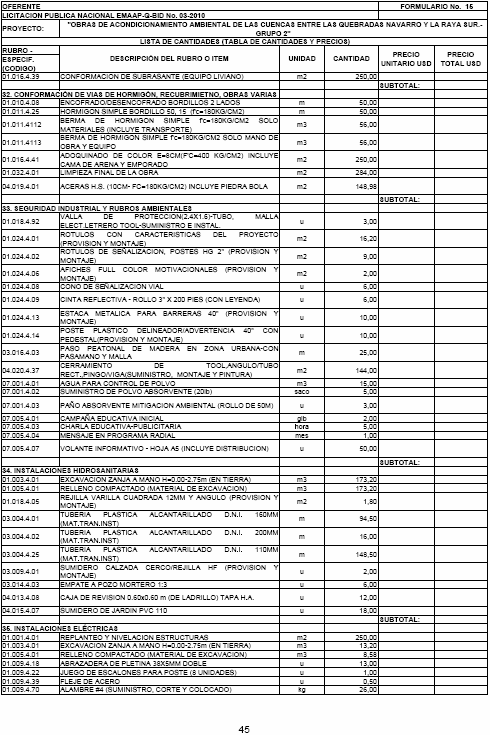 OFERENTE FORMULARIO No. 15
LICITACION PUBLICA NACIONAL EMAAP-Q-BID No. 03-2010
PROYECTO: "OBRAS DE ACONDICIONAMIENTO AMBIENTAL DE LAS CUENCAS ENTRE LAS QUEBRADAS NAVARRO Y LA RAYA SUR.-
GRUPO 2"
LISTA DE CANTIDADES (TABLA DE CANTIDADES Y PRECIOS)
RUBRO -
ESPECIF.
(CODIGO) DESCRIPCIÓN DEL RUBRO O ITEM UNIDAD CANTIDAD PRECIO
UNITARIO USD PRECIO
TOTAL USD
01.016.4.39 CONFORMACION DE SUBRASANTE (EQUIPO LIVIANO) m2 250,00
SUBTOTAL:
32. CONFORMACIÓN DE VIAS DE HORMIGÓN, RECUBRIMIETNO, OBRAS VARIAS
01.010.4.08 ENCOFRADO/DESENCOFRADO BORDILLOS 2 LADOS m 50,00
01.011.4.25 HORMIGON SIMPLE BORDILLO 50, 15 (fc=180KG/CM2) m 50,00
01.011.4112 BERMA DE HORMIGON SIMPLE f'c=180KG/CM2 SOLO
MATERIALES (INCLUYE TRANSPORTE) m3 56,00
01.011.4113 BERMA DE HORMIGON SIMPLE f'c=180KG/CM2 SOLO MANO DE
OBRA Y EQUIPO m3 56,00
01.016.4.41 ADOQUINADO DE COLOR E=8CM(F'C=400 KG/CM2) INCLUYE
CAMA DE ARENA Y EMPORADO m2 250,00
01.032.4.01 LIMPIEZA FINAL DE LA OBRA m2 284,00
04.019.4.01 ACERAS H.S. (10CM- FC=180KG/CM2) INCLUYE PIEDRA BOLA m2 148,98
SUBTOTAL:
33. SEGURIDAD INDUSTRIAL Y RUBROS AMBIENTALES
01.018.4.92 VALLA DE PROTECCION(2.4X1.5)-TUBO, MALLA
ELECT.LETRERO TOOL-SUMINISTRO E INSTAL. u 3,00
01.024.4.01 ROTULOS CON CARACTERISTICAS DEL PROYECTO
(PROVISION Y MONTAJE) m2 16,20
01.024.4.02 ROTULOS DE SEÑALIZACION, POSTES HG 2" (PROVISION Y
MONTAJE) m2 9,00
01.024.4.06 AFICHES FULL COLOR MOTIVACIONALES (PROVISION Y
MONTAJE) m2 2,00
01.024.4.08 CONO DE SEÑALIZACION VIAL u 6,00
01.024.4.09 CINTA REFLECTIVA - ROLLO 3" X 200 PIES (CON LEYENDA) u 6,00
01.024.4.13 ESTACA METALICA PARA BARRERAS 40" (PROVISION Y
MONTAJE) u 10,00
01.024.4.14 POSTE PLASTICO DELINEADOR/ADVERTENCIA 40" CON
PEDESTAL(PROVISION Y MONTAJE) u 10,00
03.016.4.03 PASO PEATONAL DE MADERA EN ZONA URBANA-CON
PASAMANO Y MALLA m 25,00
04.020.4.37 CERRAMIENTO DE TOOL,ANGULO/TUBO
RECT.,PINGO/VIGA(SUMINISTRO, MONTAJE Y PINTURA) m2 144,00
07.001.4.01 AGUA PARA CONTROL DE POLVO m3 15,00
07.001.4.02 SUMINISTRO DE POLVO ABSORVENTE (20lb) saco 5,00
07.001.4.03 PAÑO ABSORVENTE MITIGACION AMBIENTAL (ROLLO DE 50M) u 3,00
07.005.4.01 CAMPAÑA EDUCATIVA INICIAL glb 2,00
07.005.4.03 CHARLA EDUCATIVA-PUBLICITARIA hora 5,00
07.005.4.04 MENSAJE EN PROGRAMA RADIAL mes 1,00
07.005.4.07 VOLANTE INFORMATIVO - HOJA A5 (INCLUYE DISTRIBUCION) u 50,00
SUBTOTAL:
34. INSTALACIONES HIDROSANITARIAS
01.003.4.01 EXCAVACION ZANJA A MANO H=0.00-2.75m (EN TIERRA) m3 173,20
01.005.4.01 RELLENO COMPACTADO (MATERIAL DE EXCAVACION) m3 173,20
01.018.4.05 REJILLA VARILLA CUADRADA 12MM Y ANGULO (PROVISION Y
MONTAJE) m2 1,80
03.004.4.01 TUBERIA PLASTICA ALCANTARILLADO D.N.I. 160MM
(MAT.TRAN.INST) m 94,50
03.004.4.02 TUBERIA PLASTICA ALCANTARILLADO D.N.I. 200MM
(MAT.TRAN.INST) m 16,00
03.004.4.25 TUBERIA PLASTICA ALCANTARILLADO D.N.I. 110MM
(MAT.TRAN.INST) m 148,50
03.009.4.01 SUMIDERO CALZADA CERCO/REJILLA HF (PROVISION Y
MONTAJE) u 2,00
03.014.4.03 EMPATE A POZO MORTERO 1:3 u 6,00
04.013.4.08 CAJA DE REVISION 0.60x0.60 m (DE LADRILLO) TAPA H.A. u 12,00
04.015.4.07 SUMIDERO DE JARDIN PVC 110 u 18,00
SUBTOTAL:
35. INSTALACIONES ELÉCTRICAS
01.001.4.01 REPLANTEO Y NIVELACION ESTRUCTURAS m2 250,00
01.003.4.01 EXCAVACION ZANJA A MANO H=0.00-2.75m (EN TIERRA) m3 13,20
01.005.4.01 RELLENO COMPACTADO (MATERIAL DE EXCAVACION) m3 8,58
01.009.4.18 ABRAZADERA DE PLETINA 38X5MM DOBLE u 13,00
01.009.4.22 JUEGO DE ESCALONES PARA POSTE (8 UNIDADES) u 1,00
01.009.4.39 FLEJE DE ACERO u 0,50
01.009.4.70 ALAMBRE #4 (SUMINISTRO, CORTE Y COLOCADO) kg 26,00
45